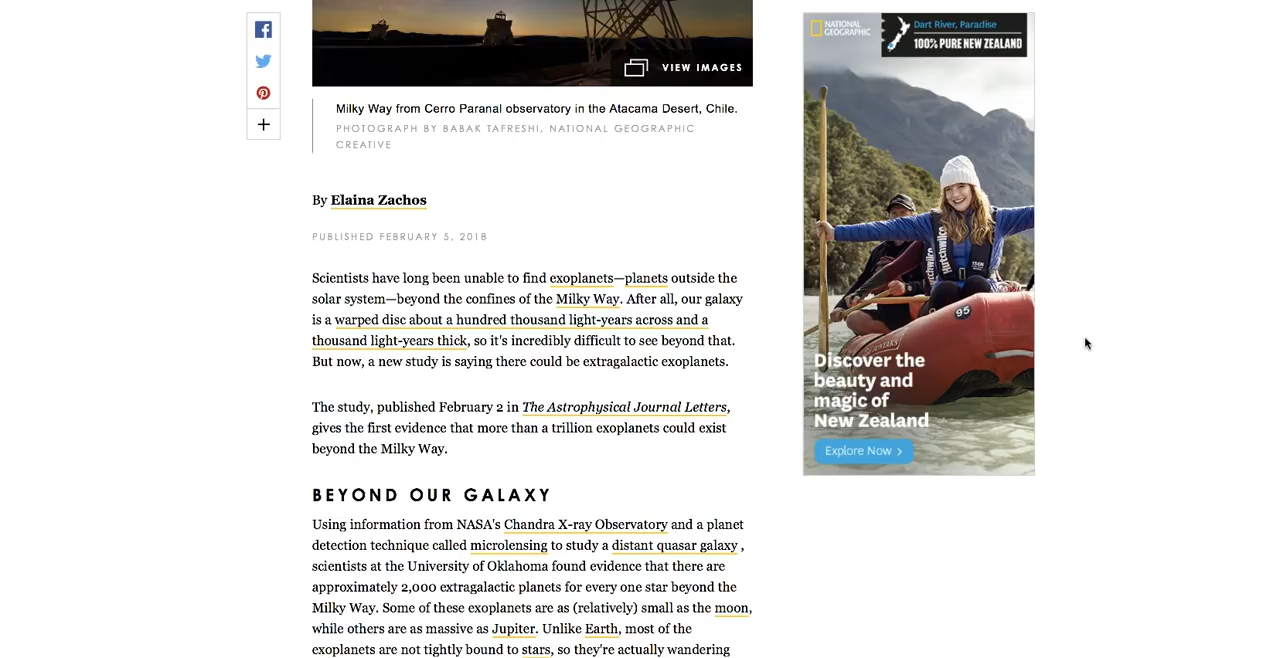 VIEW IMAGES
Milky Way from Cerro Paranal observatory in the Atacama Desert, Chile.
PHOTOGRAPH BY BABAK TAFRESHI, NATIONAL GEOGRAPHIC
CREATIVE
By Elaina Zachos
PUBLISHED FEBRUARY 5, 2018
Scientists have long been unable to find exoplanets—planets outside the
solar system—beyond the confines of the Milky Way. After all, our galaxy
is a warped disc about a hundred thousand light-years across and a
thousand light-years thick, so it's incredibly difficult to see beyond that.
But now, a new study is saying there could be extragalactic exoplanets.
The study, published February 2 in The Astrophysical Journal Letters,
gives the first evidence that more than a trillion exoplanets could exist
beyond the Milky Way.
BEYOND OUR GALAXY
Using information from NASA's Chandra X-ray Observatory and a planet
detection technique called microlensing to study a distant quasar galaxy ,
scientists at the University of Oklahoma found evidence that there are
approximately 2,000 extragalactic planets for every one star beyond the
Milky Way. Some of these exoplanets are as (relatively) small as the moon,
while others are as massive as Jupiter. Unlike Earth, most of the
exoplanets are not tightly bound to stars, so they're actually wandering
NATIONAL
GEOGRAPHIC
Dart River, Paradise
100% PURE NEW ZEALAND
Hutchwilco
Hutchwilco
95
Discover the
beauty and
magic of
New Zealand
Explore Now >